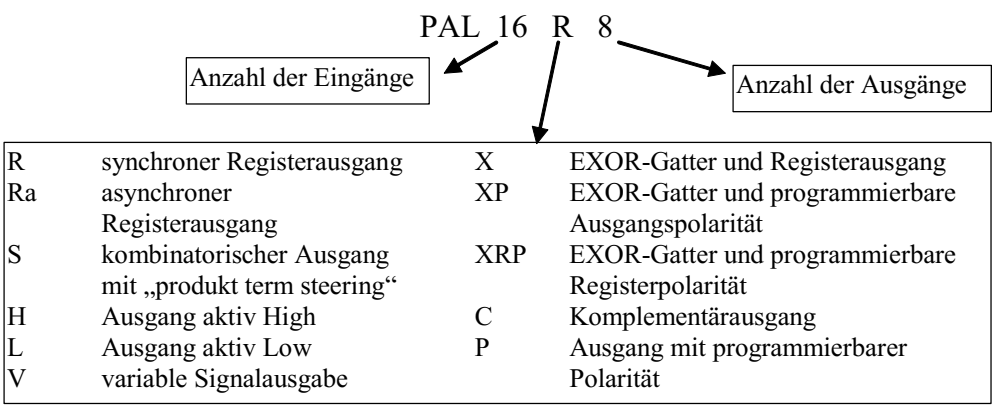 PAL 16 R 8
Anzahl der Eingänge
Anzahl der Ausgänge
R synchroner Registerausgang X EXOR-Gatter und Registerausgang
Ra asynchroner XP EXOR-Gatter und programmierbare
Registerausgang Ausgangspolarität
S kombinatorischer Ausgang XRP EXOR-Gatter und programmierbare
mit „produkt term steering“ Registerpolarität
H Ausgang aktiv High C Komplementärausgang
L Ausgang aktiv Low P Ausgang mit programmierbarer
V variable Signalausgabe Polarität